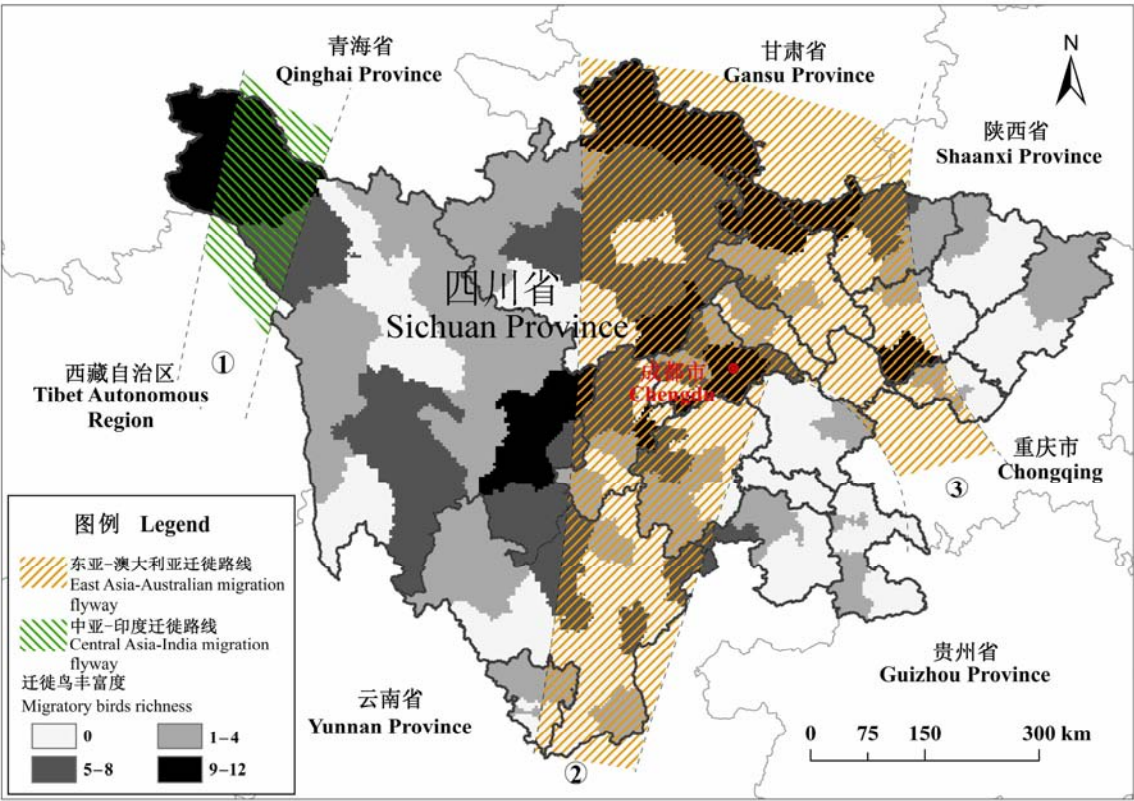 青海省
Qinghai Province
甘肃省
Gansu Province
N
陕西省
Shaanxi Province
四川省
Sichuan Province
成都市
Chengdu
①
西藏自治区
Tibet Autonomous
Region
重庆市
Chongqing
③
图例 Legend
东亚-澳大利亚迁徙路线
East Asia-Australian migration
flyway
中亚-印度迁徙路线
Central Asia-India migration
flyway
迁徙鸟丰富度
Migratory birds richness
0
1-4
5-8
9-12
云南省
Yunnan Province
②
贵州省
Guizhou Province
0 75 150 300 km